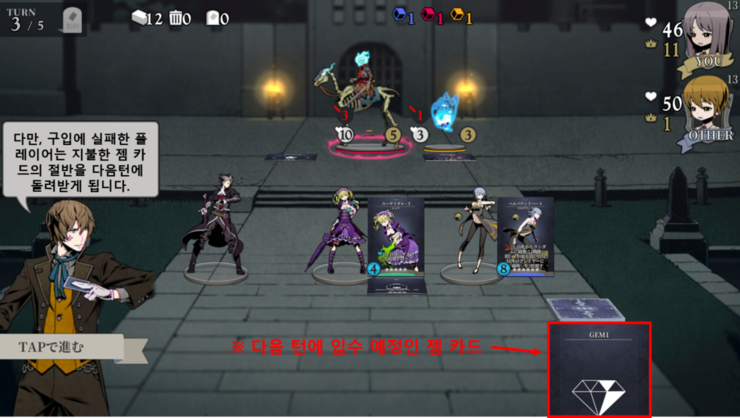 TURN
3 / 5
12 0 0
1 1 1
13
46
11
YOU
13
50
1
OTHER
3
10
5
1
3
3
다만, 구입에 실패한 플
레이어는 지불한 젬 카
드의 절반을 다음턴에
돌려받게 됩니다.
4
8
TAPで進む
※ 다음 턴에 입수 예정인 젬 카드
GEM1